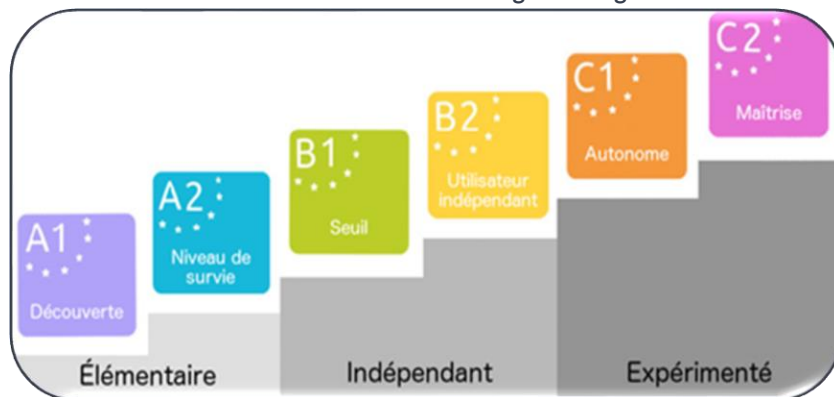 A1
Découverte
A2
Niveau de
survie
B1
Seuil
B2
Utilisateur
indépendant
C1
Autonome
C2
Maîtrise
Élémentaire
Indépendant
Expérimenté